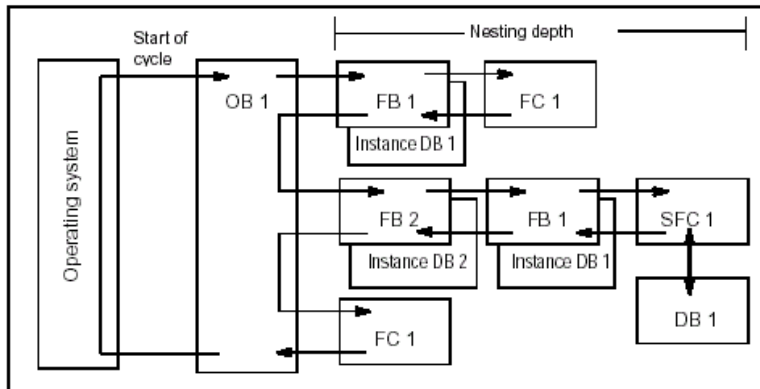 Start of
cycle
Nesting depth
Operating system
OB 1
FB 1
FC 1
Instance DB 1
FB 2
FB 1
SFC 1
Instance DB 2
Instance DB 1
FC 1
DB 1